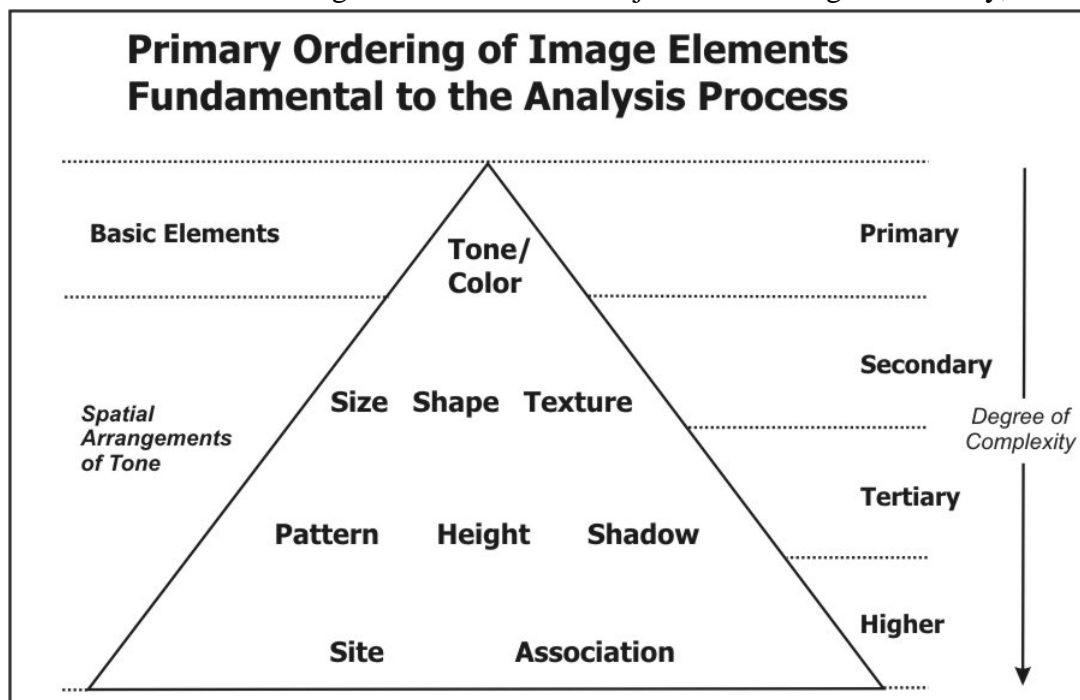 Primary Ordering of Image Elements
Fundamental to the Analysis Process
Basic Elements
Tone/
Color
Primary
Secondary
Size Shape Texture
Spatial
Arrangements
of Tone
Degree of
Complexity
Tertiary
Pattern Height Shadow
Higher
Site Association